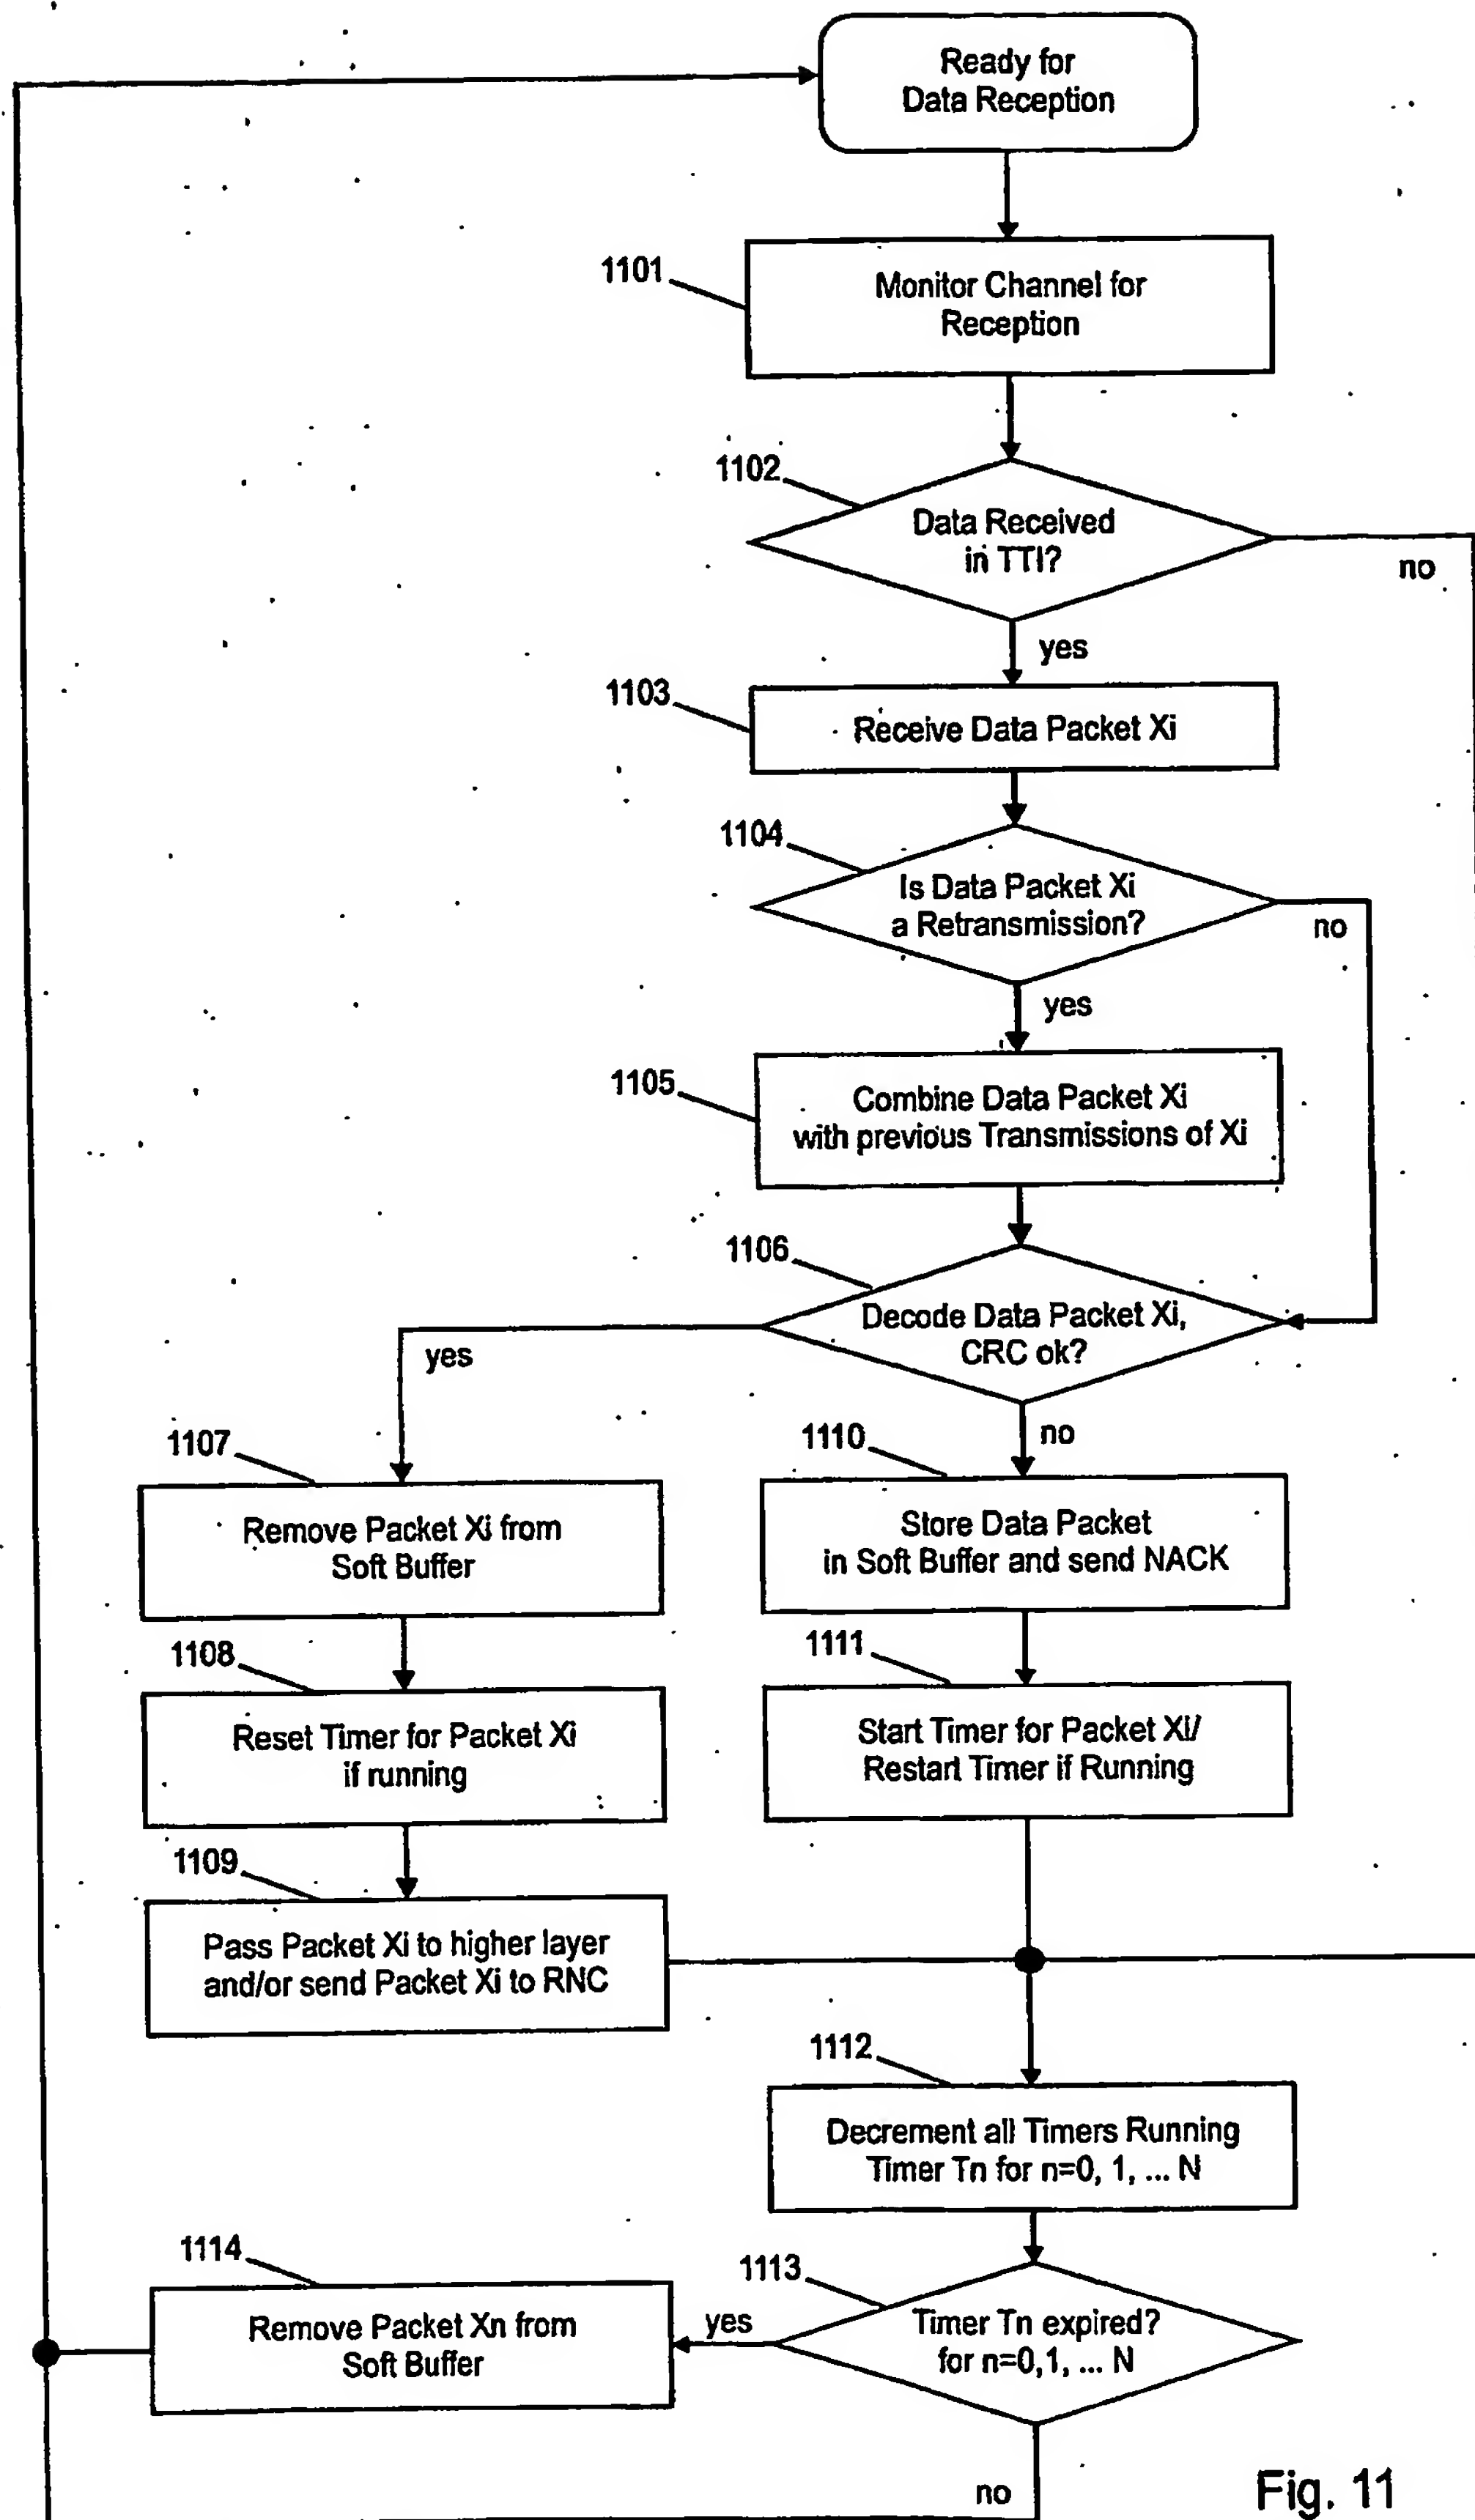 Ready for
Data Reception
1101
Monitor Channel for
Reception
1102
Data Received
in TTI?
no
yes
1103
Receive Data Packet Xi
1104
Is Data Packet Xi
a Retransmission?
no
yes
1105
Combine Data Packet Xi
with previous Transmissions of Xi
1106
Decode Data Packet Xi,
CRC ok?
yes
no
1107
Remove Packet Xi from
Soft Buffer
1110
Store Data Packet
in Soft Buffer and send NACK
1108
Reset Timer for Packet Xi
if running
1111
Start Timer for Packet Xi/
Restart Timer if Running
1109
Pass Packet Xi to higher layer
and/or send Packet Xi to RNC
1112
Decrement all Timers Running
Timer Tn for n=0, 1, ... N
1114
Remove Packet Xn from
Soft Buffer
1113
Timer Tn expired?
for n=0,1, ... N
yes
no
Fig. 11